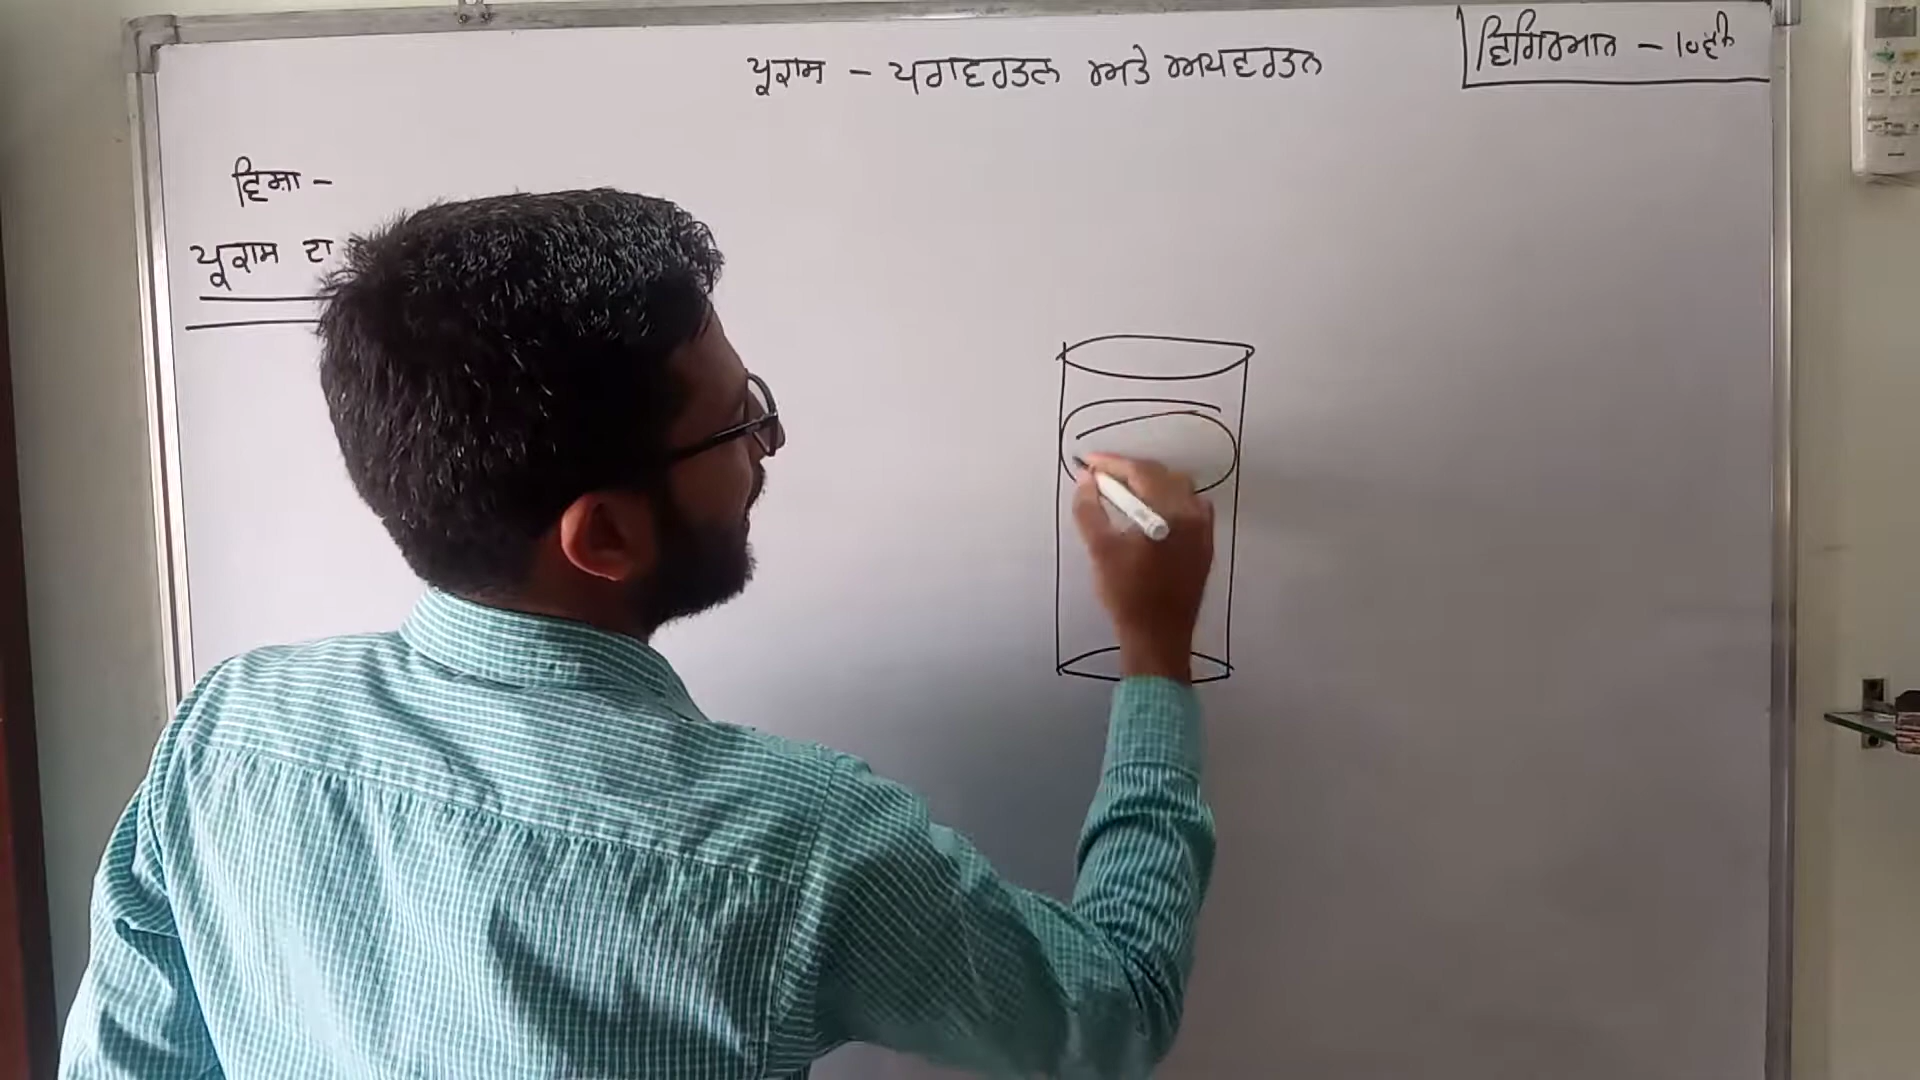 ਪ੍ਰਕਾਸ਼ - ਪਰਾਵਰਤਨ ਅਤੇ ਅਪਵਰਤਨ
ਵਿਗਿਆਨ - 10ਵੀਂ
ਵਿਸ਼ਾ -
ਪ੍ਰਕਾਸ਼ ਦਾ